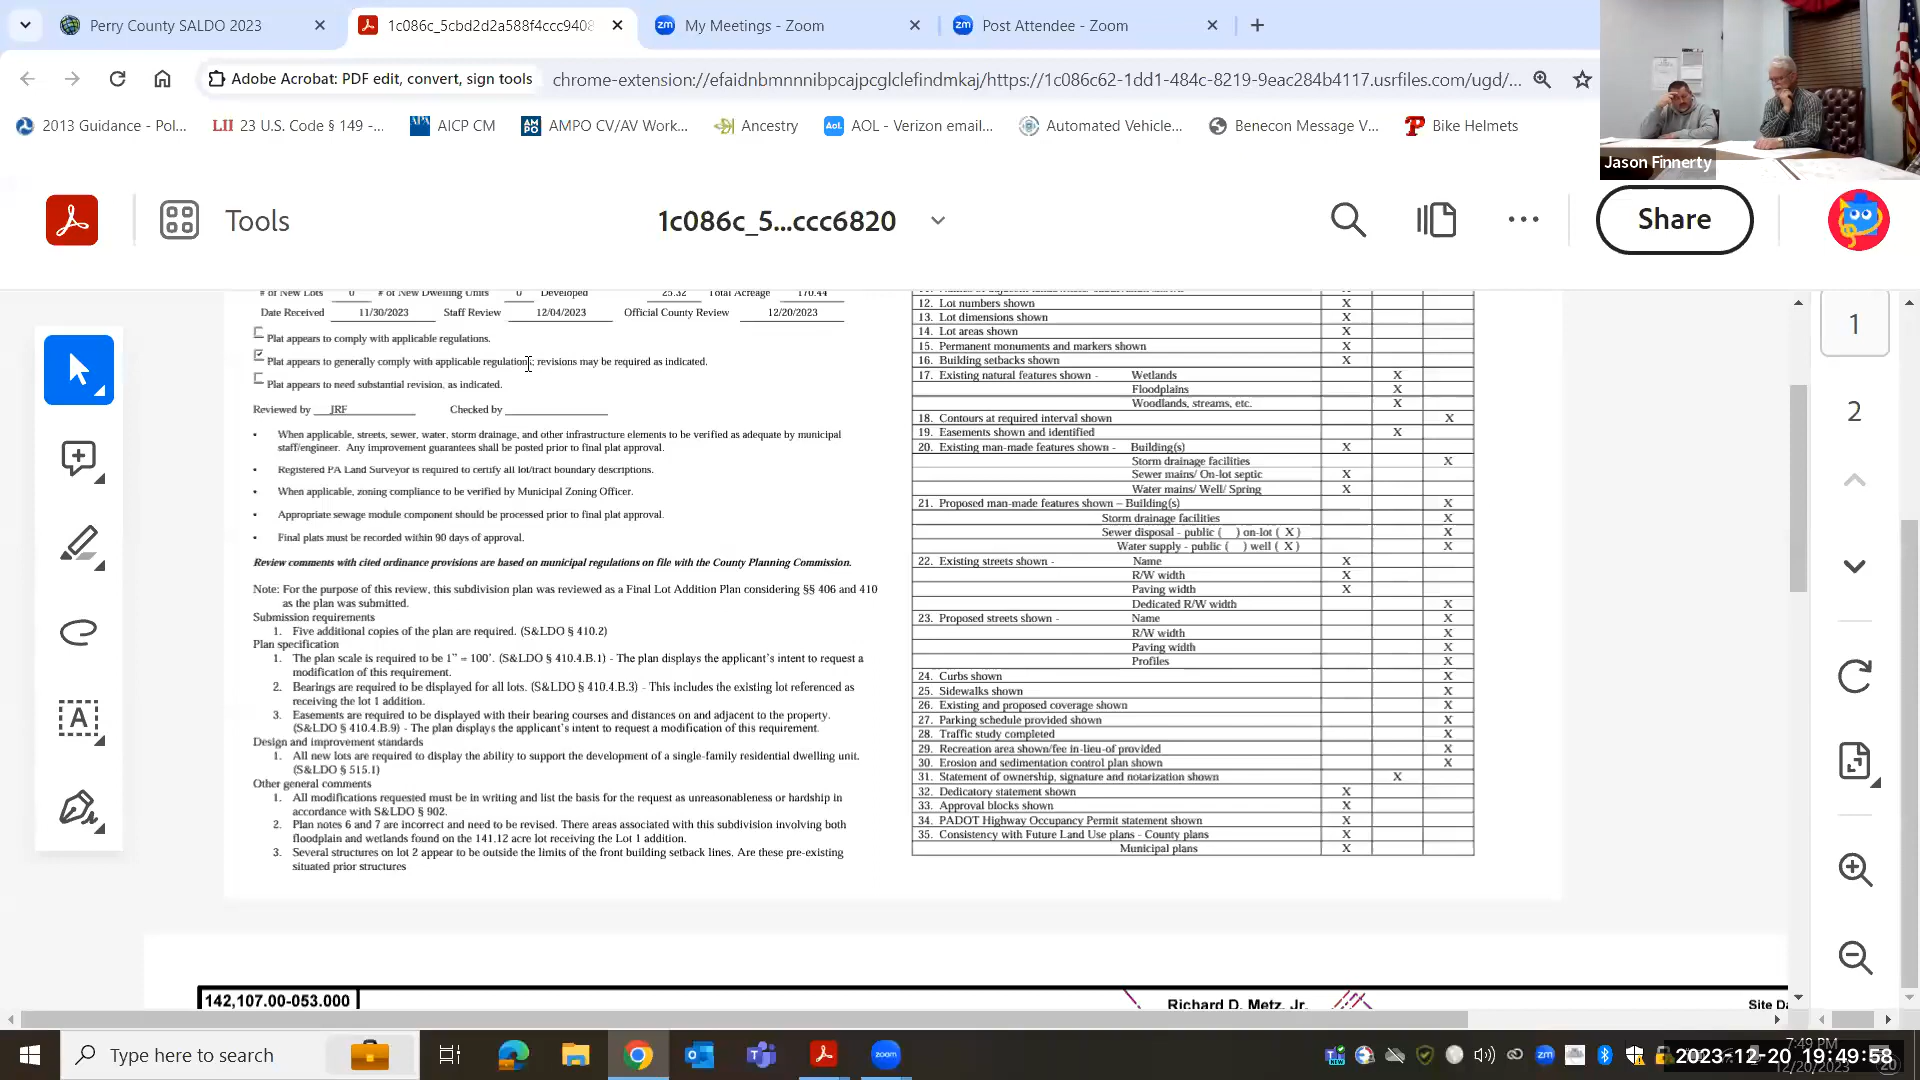 Perry County SALDO 2023
1c086c_5cbd2d2a588f4ccc9408
My Meetings - Zoom
Post Attendee - Zoom
Adobe Acrobat: PDF edit, convert, sign tools
chrome-extension://efaidnbmnnnibpcajpcglclefindmkaj/https://1c086c62-1dd1-484c-8219-9eac284b4117.usrfiles.com/ugd/...
2013 Guidance - Pol...
LII 23 U.S. Code § 149 -...
AICP CM
AMPO CV/AV Work...
Ancestry
AOL - Verizon email...
Automated Vehicle...
Benecon Message V...
Bike Helmets
Jason Finnerty
Tools
1c086c_5...ccc6820
Share
# of New Lots 0 # of New Dwelling Units 0 Developed 25.32 Total Acreage 170.44
Date Received 11/30/2023 Staff Review 12/04/2023 Official County Review 12/20/2023
Plat appears to comply with applicable regulations.
Plat appears to generally comply with applicable regulations; revisions may be required as indicated.
Plat appears to need substantial revision, as indicated.
Reviewed by JRF Checked by
• When applicable, streets, sewer, water, storm drainage, and other infrastructure elements to be verified as adequate by municipal
staff/engineer. Any improvement guarantees shall be posted prior to final plat approval.
• Registered PA Land Surveyor is required to certify all lot/tract boundary descriptions.
• When applicable, zoning compliance to be verified by Municipal Zoning Officer.
• Appropriate sewage module component should be processed prior to final plat approval.
• Final plats must be recorded within 90 days of approval.
Review comments with cited ordinance provisions are based on municipal regulations on file with the County Planning Commission.
Note: For the purpose of this review, this subdivision plan was reviewed as a Final Lot Addition Plan considering §§ 406 and 410
as the plan was submitted.
Submission requirements
1. Five additional copies of the plan are required. (S&LDO § 410.2)
Plan specification
1. The plan scale is required to be 1" = 100'. (S&LDO § 410.4.B.1) - The plan displays the applicant's intent to request a
modification of this requirement.
2. Bearings are required to be displayed for all lots. (S&LDO § 410.4.B.3) - This includes the existing lot referenced as
receiving the lot 1 addition.
3. Easements are required to be displayed with their bearing courses and distances on and adjacent to the property.
(S&LDO § 410.4.B.9) - The plan displays the applicant's intent to request a modification of this requirement.
Design and improvement standards
1. All new lots are required to display the ability to support the development of a single-family residential dwelling unit.
(S&LDO § 515.1)
Other general comments
1. All modifications requested must be in writing and list the basis for the request as unreasonableness or hardship in
accordance with S&LDO § 902.
2. Plan notes 6 and 7 are incorrect and need to be revised. There areas associated with this subdivision involving both
floodplain and wetlands found on the 141.12 acre lot receiving the Lot 1 addition.
3. Several structures on lot 2 appear to be outside the limits of the front building setback lines. Are these pre-existing
situated prior structures
12. Lot numbers shown X
13. Lot dimensions shown X
14. Lot areas shown X
15. Permanent monuments and markers shown X
16. Building setbacks shown X
17. Existing natural features shown - Wetlands X
Floodplains X
Woodlands, streams, etc. X
18. Contours at required interval shown X
19. Easements shown and identified X
20. Existing man-made features shown - Building(s) X
Storm drainage facilities X
Sewer mains/ On-lot septic X
Water mains/ Well/ Spring X
21. Proposed man-made features shown – Building(s) X
Storm drainage facilities X
Sewer disposal - public ( ) on-lot ( X ) X
Water supply - public ( ) well ( X ) X
22. Existing streets shown - Name X
R/W width X
Paving width X
Dedicated R/W width X
23. Proposed streets shown - Name X
R/W width X
Paving width X
Profiles X
24. Curbs shown X
25. Sidewalks shown X
26. Existing and proposed coverage shown X
27. Parking schedule provided shown X
28. Traffic study completed X
29. Recreation area shown/fee in-lieu-of provided X
30. Erosion and sedimentation control plan shown X
31. Statement of ownership, signature and notarization shown X
32. Dedicatory statement shown X
33. Approval blocks shown X
34. PADOT Highway Occupancy Permit statement shown X
35. Consistency with Future Land Use plans - County plans X
Municipal plans X
1
2
142,107.00-053.000
Richard D. Metz, Jr.
Site Da
Type here to search
7:49 PM
2023-12-20 19:49:58
12/20/2023